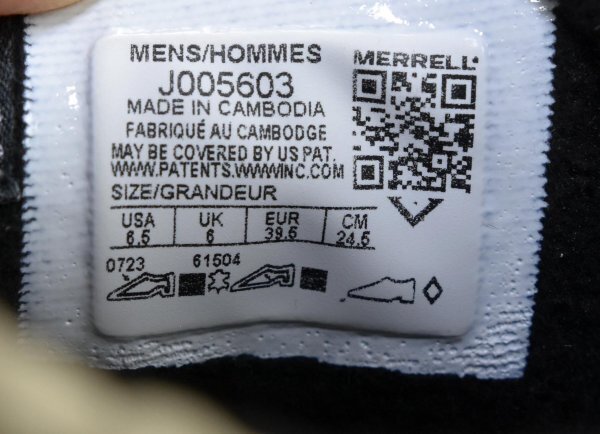 MENS/HOMMES
MERRELL
J005603
MADE IN CAMBODIA
FABRIQUÉ AU CAMBODGE
MAY BE COVERED BY US PAT.
WWW.PATENTS.WWWINC.COM
SIZE/GRANDEUR
USA UK EUR CM
6.5 6 39.5 24.5
0723 61504